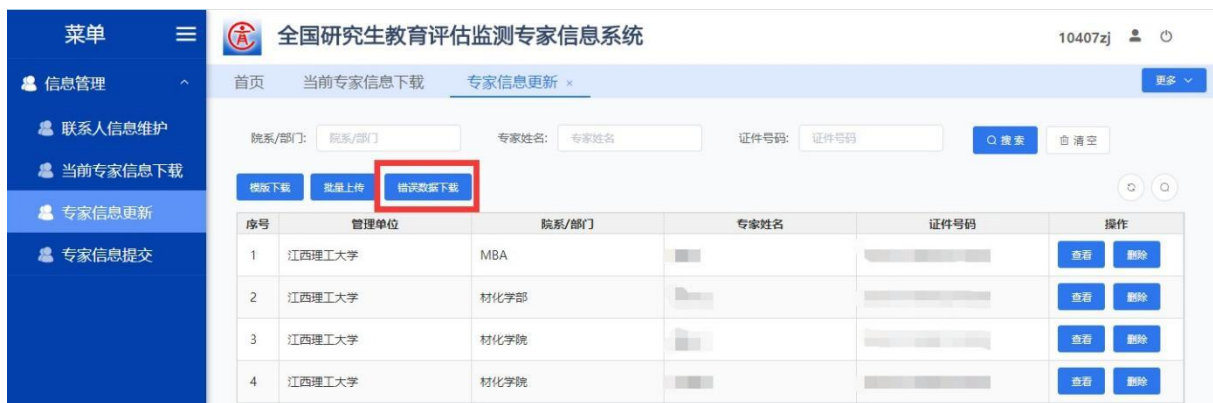 菜单
全国研究生教育评估监测专家信息系统
10407zj
信息管理
首页 当前专家信息下载 专家信息更新 ×
更多
联系人信息维护
院系/部门: 院系/部门 专家姓名: 专家姓名 证件号码: 证件号码 搜索 清空
当前专家信息下载
模版下载 批量上传 错误数据下载
专家信息更新
序号 管理单位 院系/部门 专家姓名 证件号码 操作
专家信息提交
1 江西理工大学 MBA 查看 删除
2 江西理工大学 材化学部 查看 删除
3 江西理工大学 材化学院 查看 删除
4 江西理工大学 材化学院 查看 删除